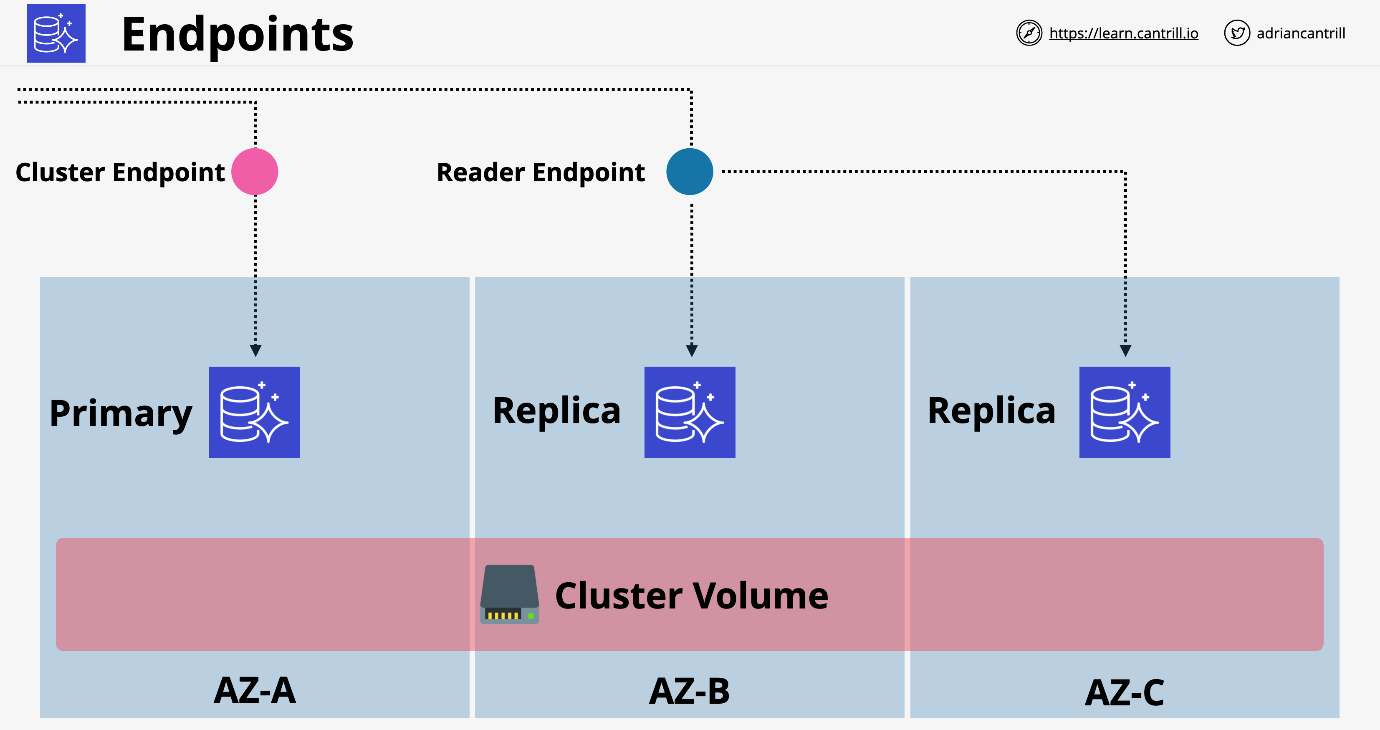 Endpoints
https://learn.cantrill.io
adriancantrill
Cluster Endpoint
Reader Endpoint
Primary
Replica
Replica
Cluster Volume
AZ-A
AZ-B
AZ-C